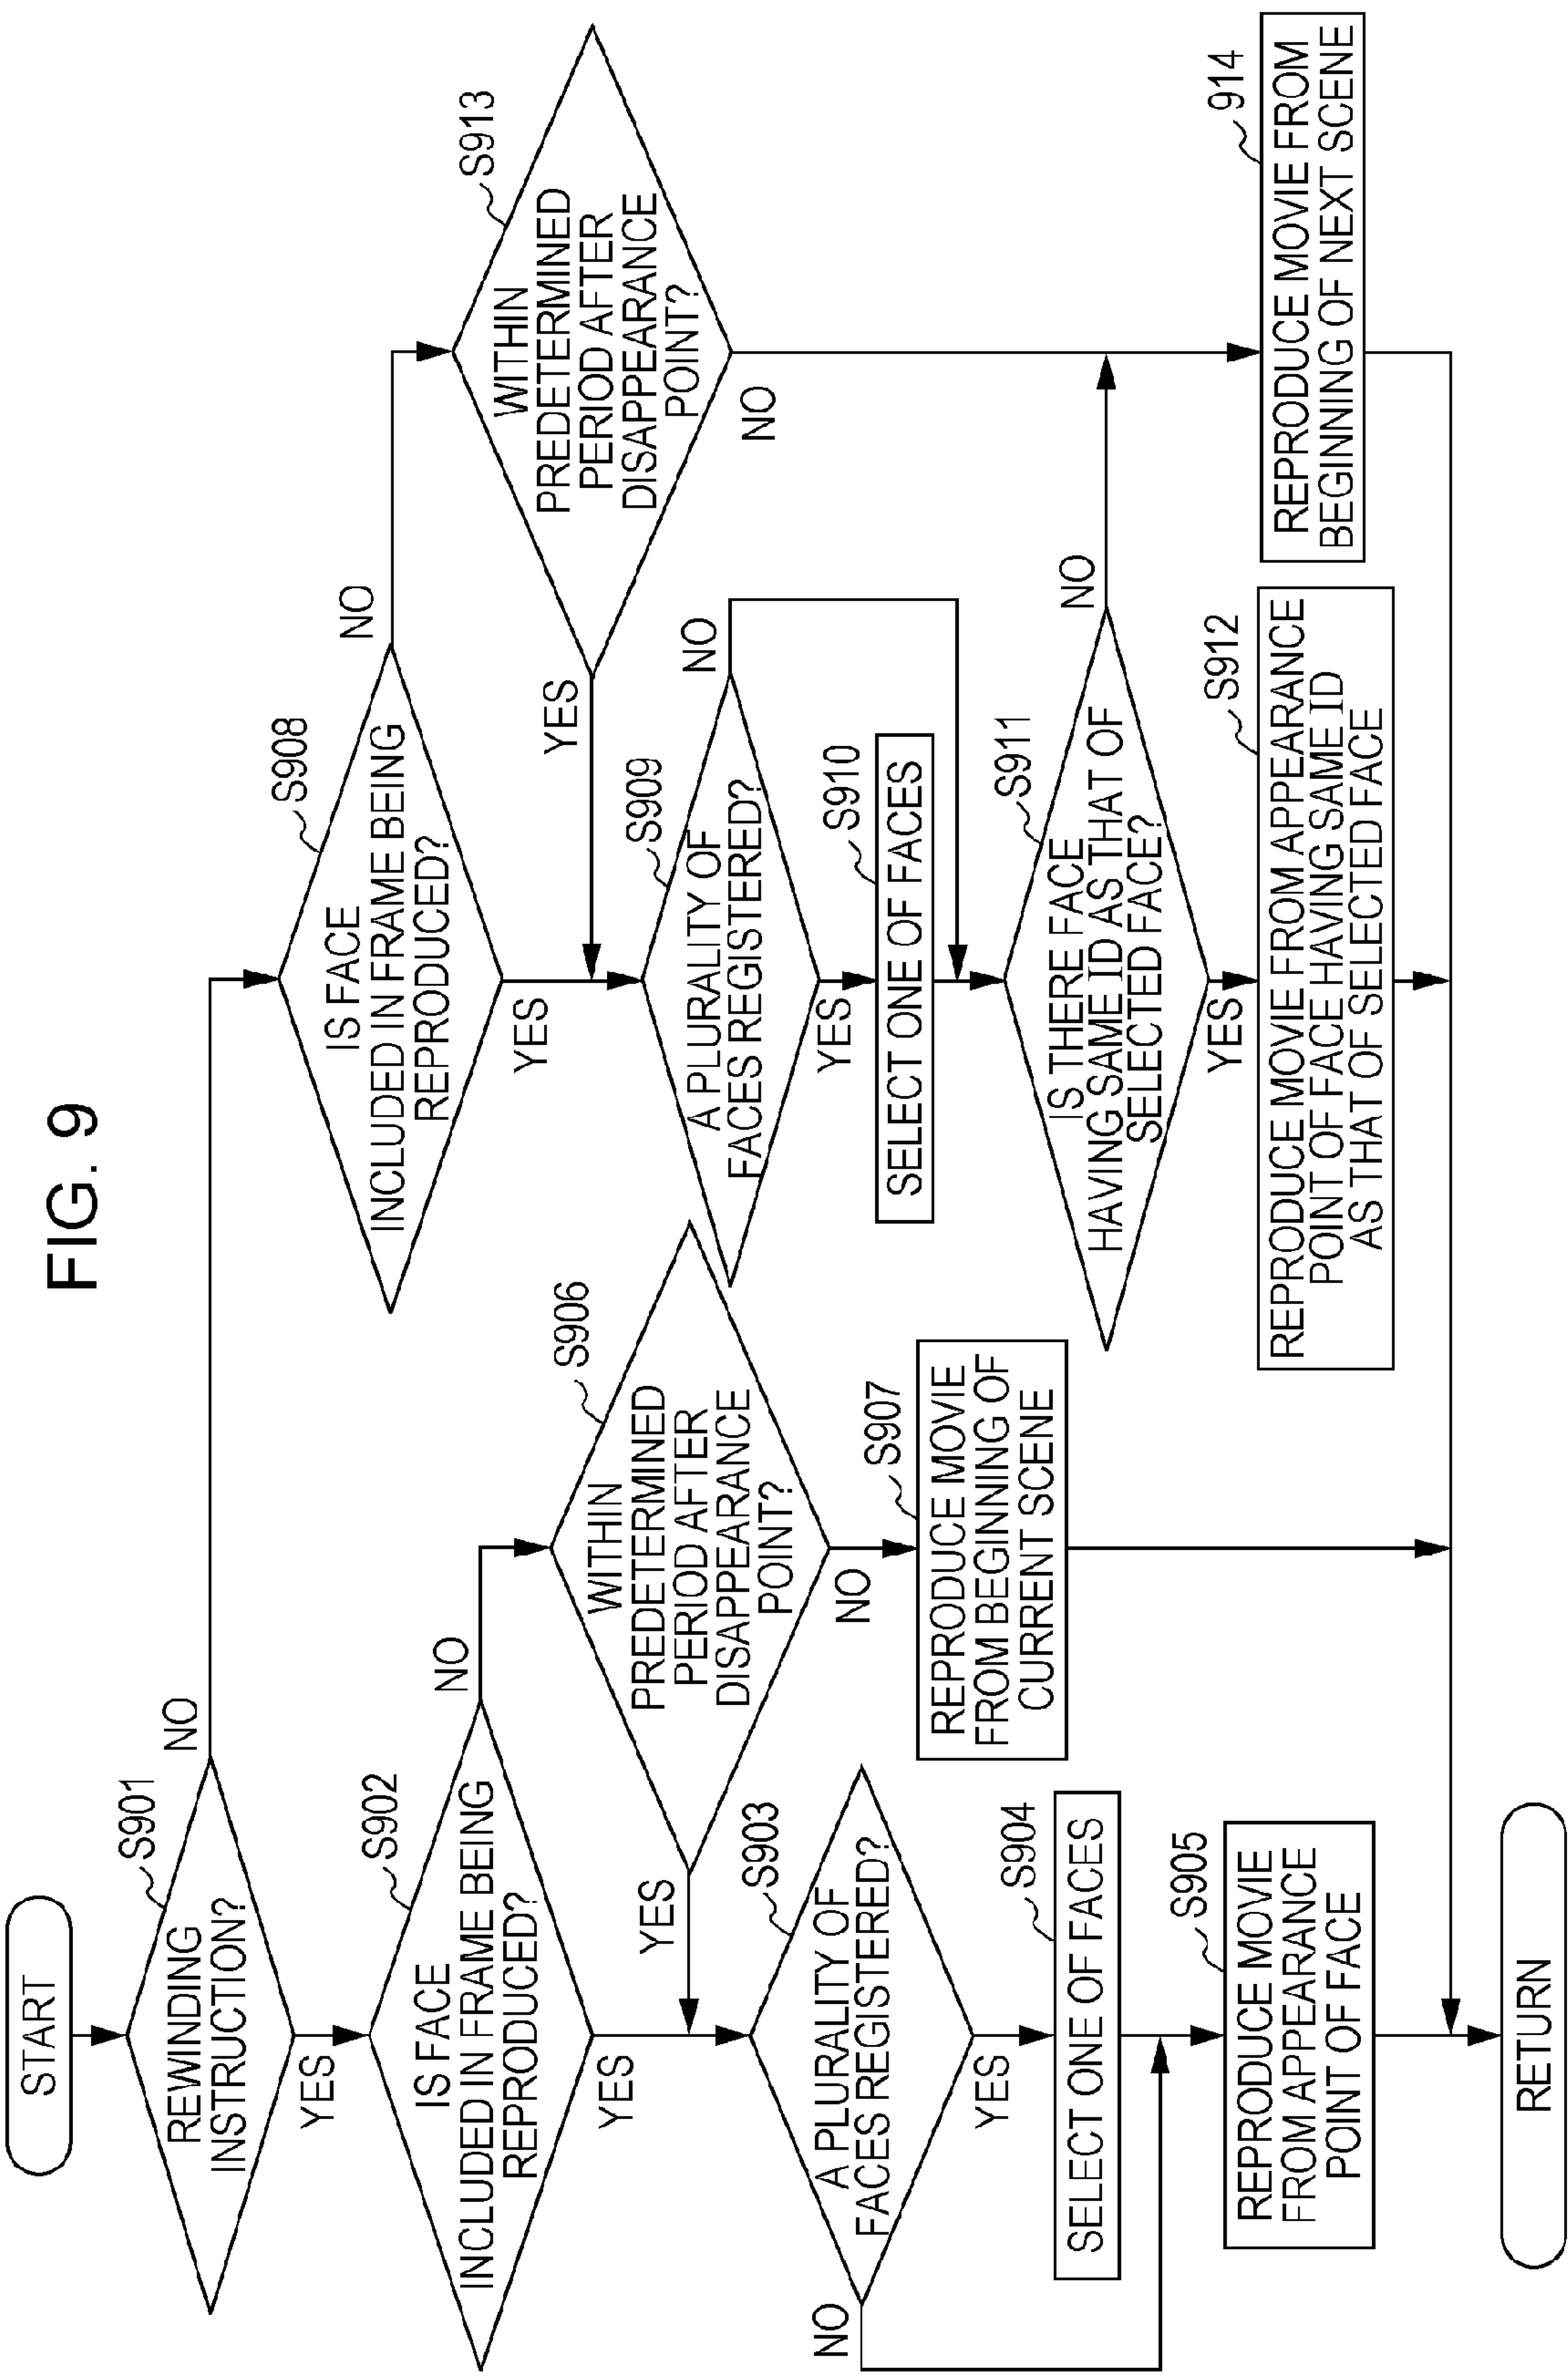 FIG. 9
START
S901
REWINDING
INSTRUCTION?
NO
YES
S902
IS FACE
INCLUDED IN FRAME BEING
REPRODUCED?
NO
YES
S906
WITHIN
PREDETERMINED
PERIOD AFTER
DISAPPEARANCE
POINT?
YES
NO
S903
A PLURALITY OF
FACES REGISTERED?
NO
YES
S904
SELECT ONE OF FACES
S905
REPRODUCE MOVIE
FROM APPEARANCE
POINT OF FACE
S907
REPRODUCE MOVIE
FROM BEGINNING OF
CURRENT SCENE
S908
IS FACE
INCLUDED IN FRAME BEING
REPRODUCED?
NO
YES
S913
WITHIN
PREDETERMINED
PERIOD AFTER
DISAPPEARANCE
POINT?
YES
NO
S909
A PLURALITY OF
FACES REGISTERED?
NO
YES
S910
SELECT ONE OF FACES
S911
IS THERE FACE
HAVING SAME ID AS THAT OF
SELECTED FACE?
NO
YES
S912
REPRODUCE MOVIE FROM APPEARANCE
POINT OF FACE HAVING SAME ID
AS THAT OF SELECTED FACE
914
REPRODUCE MOVIE FROM
BEGINNING OF NEXT SCENE
RETURN